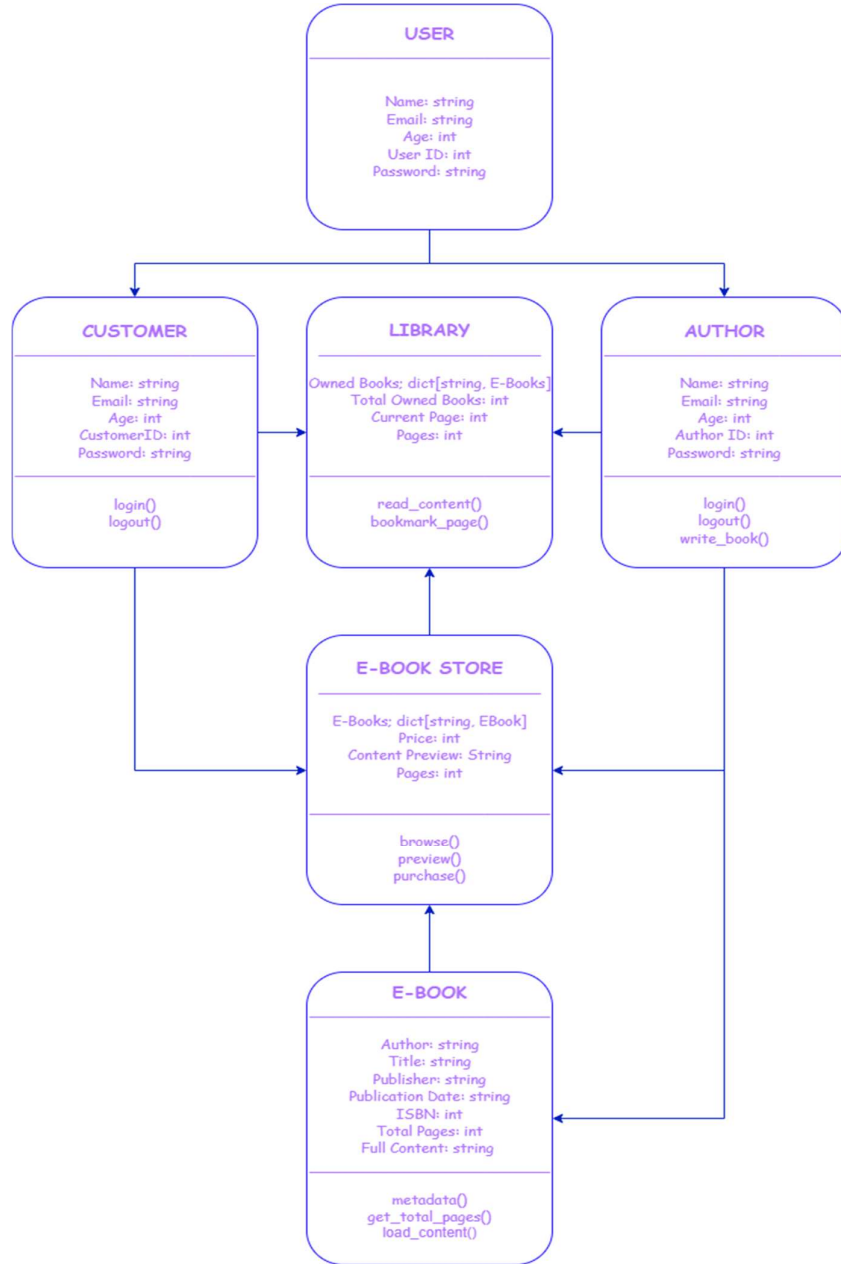 USER
Name: string
Email: string
Age: int
User ID: int
Password: string
CUSTOMER
Name: string
Email: string
Age: int
CustomerID: int
Password: string
login()
logout()
LIBRARY
Owned Books; dict[string, E-Books]
Total Owned Books: int
Current Page: int
Pages: int
read_content()
bookmark_page()
AUTHOR
Name: string
Email: string
Age: int
Author ID: int
Password: string
login()
logout()
write_book()
E-BOOK STORE
E-Books; dict[string, EBook]
Price: int
Content Preview: String
Pages: int
browse()
preview()
purchase()
E-BOOK
Author: string
Title: string
Publisher: string
Publication Date: string
ISBN: int
Total Pages: int
Full Content: string
metadata()
get_total_pages()
load_content()